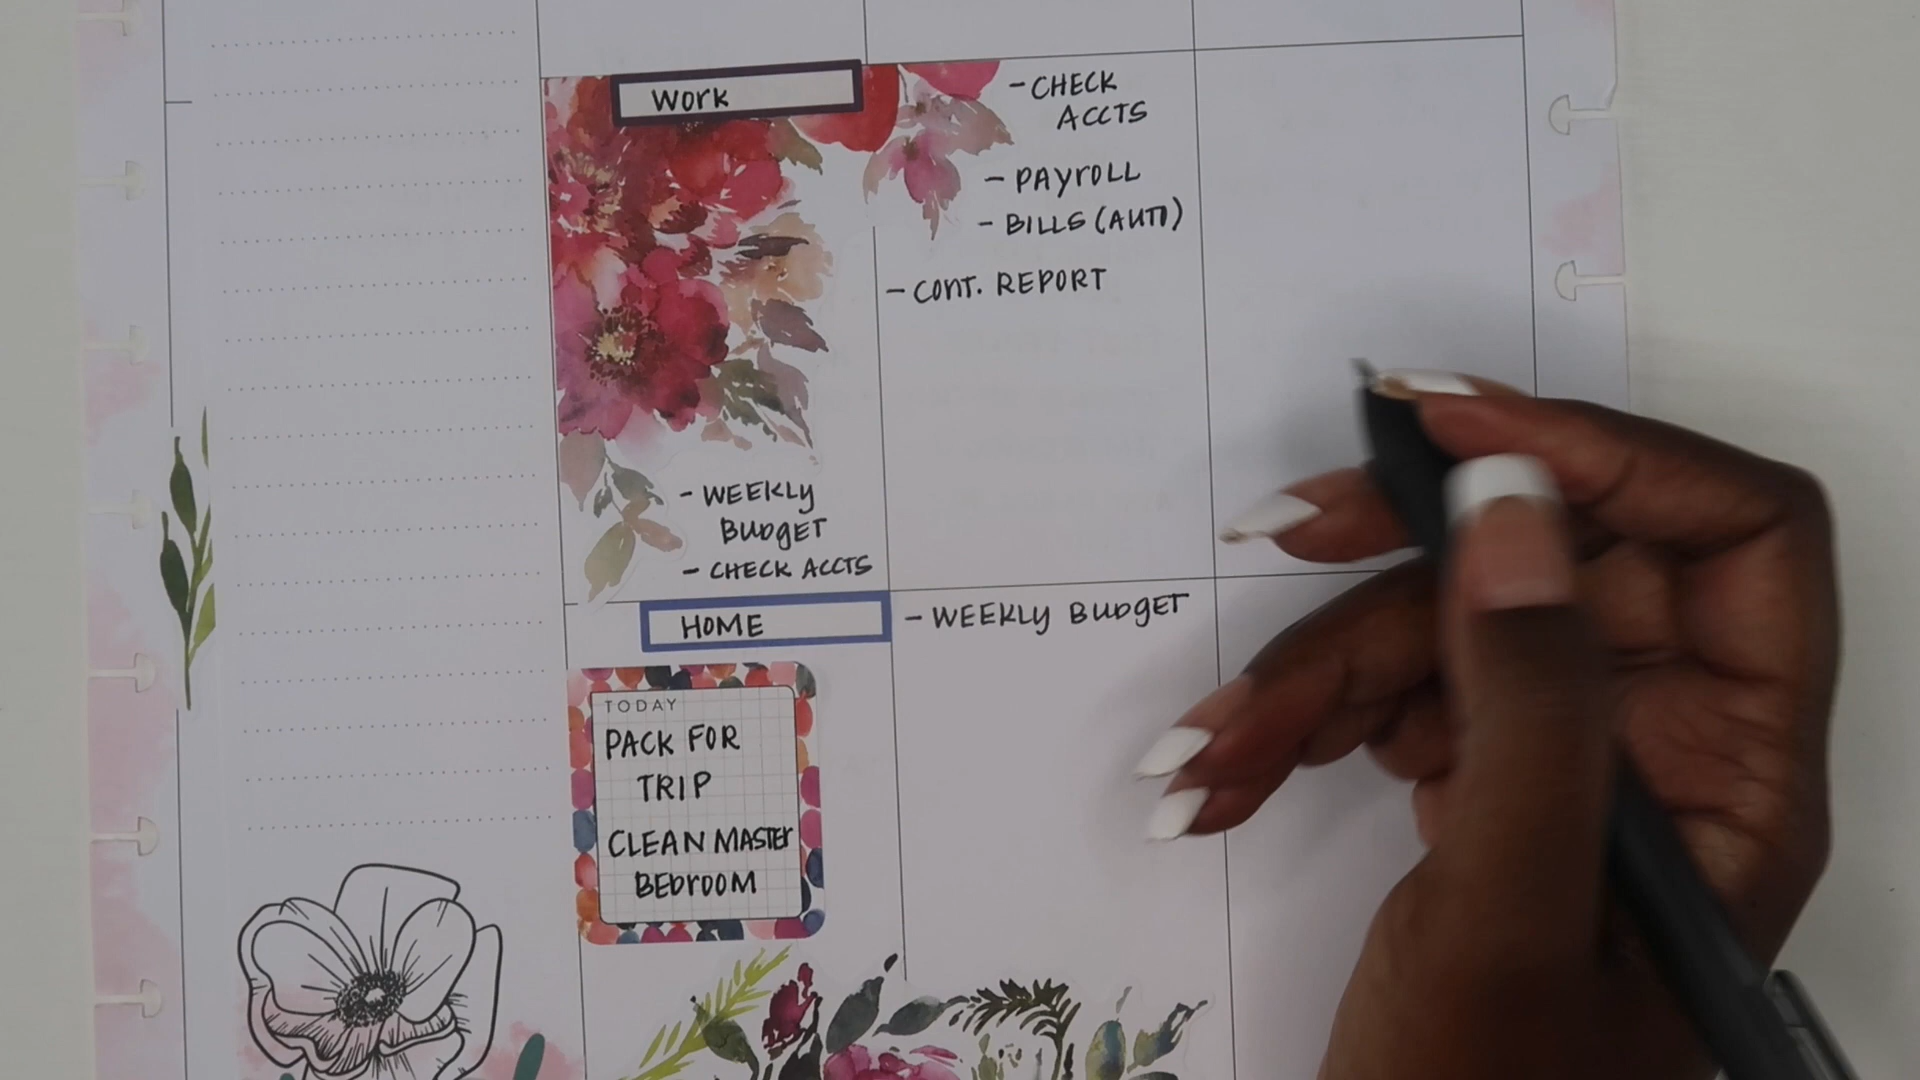 Work
- WEEKLY
BUDGET
- CHECK ACCTS
- CHECK
ACCTS
- PAYROLL
- BILLS (AUTO)
- CONT. REPORT
HOME
TODAY
PACK FOR
TRIP
CLEAN MASTER
BEDROOM
- WEEKLY BUDGET